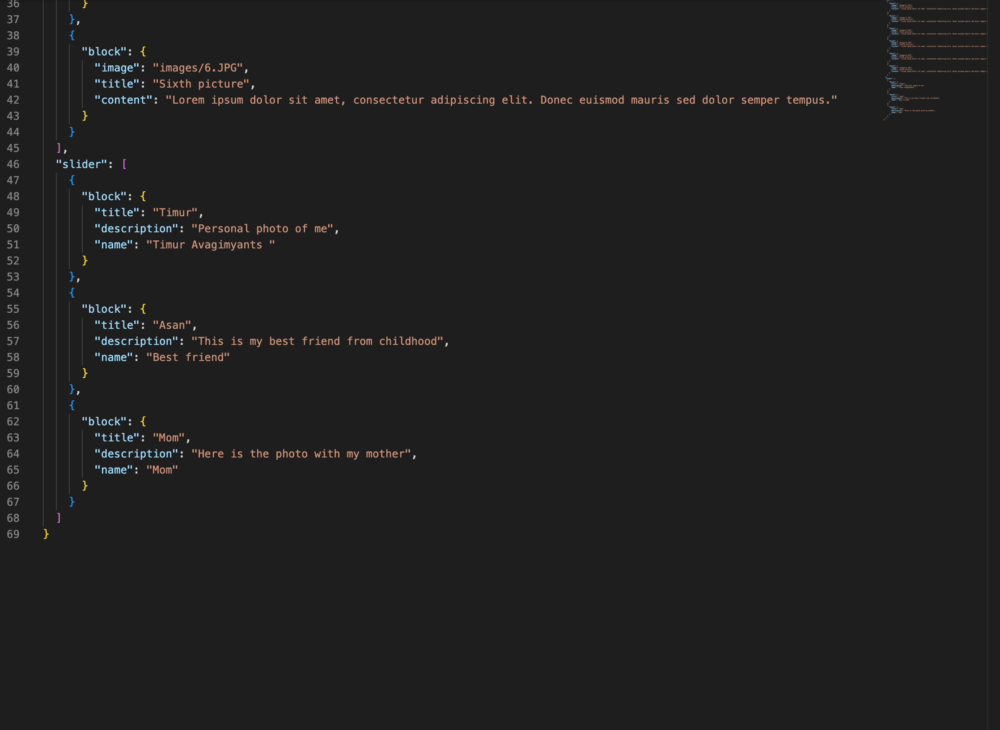 36 }
37 },
38 {
39 "block": {
40 "image": "images/6.JPG",
41 "title": "Sixth picture",
42 "content": "Lorem ipsum dolor sit amet, consectetur adipiscing elit. Donec euismod mauris sed dolor semper tempus."
43 }
44 }
45 ],
46 "slider": [
47 {
48 "block": {
49 "title": "Timur",
50 "description": "Personal photo of me",
51 "name": "Timur Avagimyants "
52 }
53 },
54 {
55 "block": {
56 "title": "Asan",
57 "description": "This is my best friend from childhood",
58 "name": "Best friend"
59 }
60 },
61 {
62 "block": {
63 "title": "Mom",
64 "description": "Here is the photo with my mother",
65 "name": "Mom"
66 }
67 }
68 ]
69 }